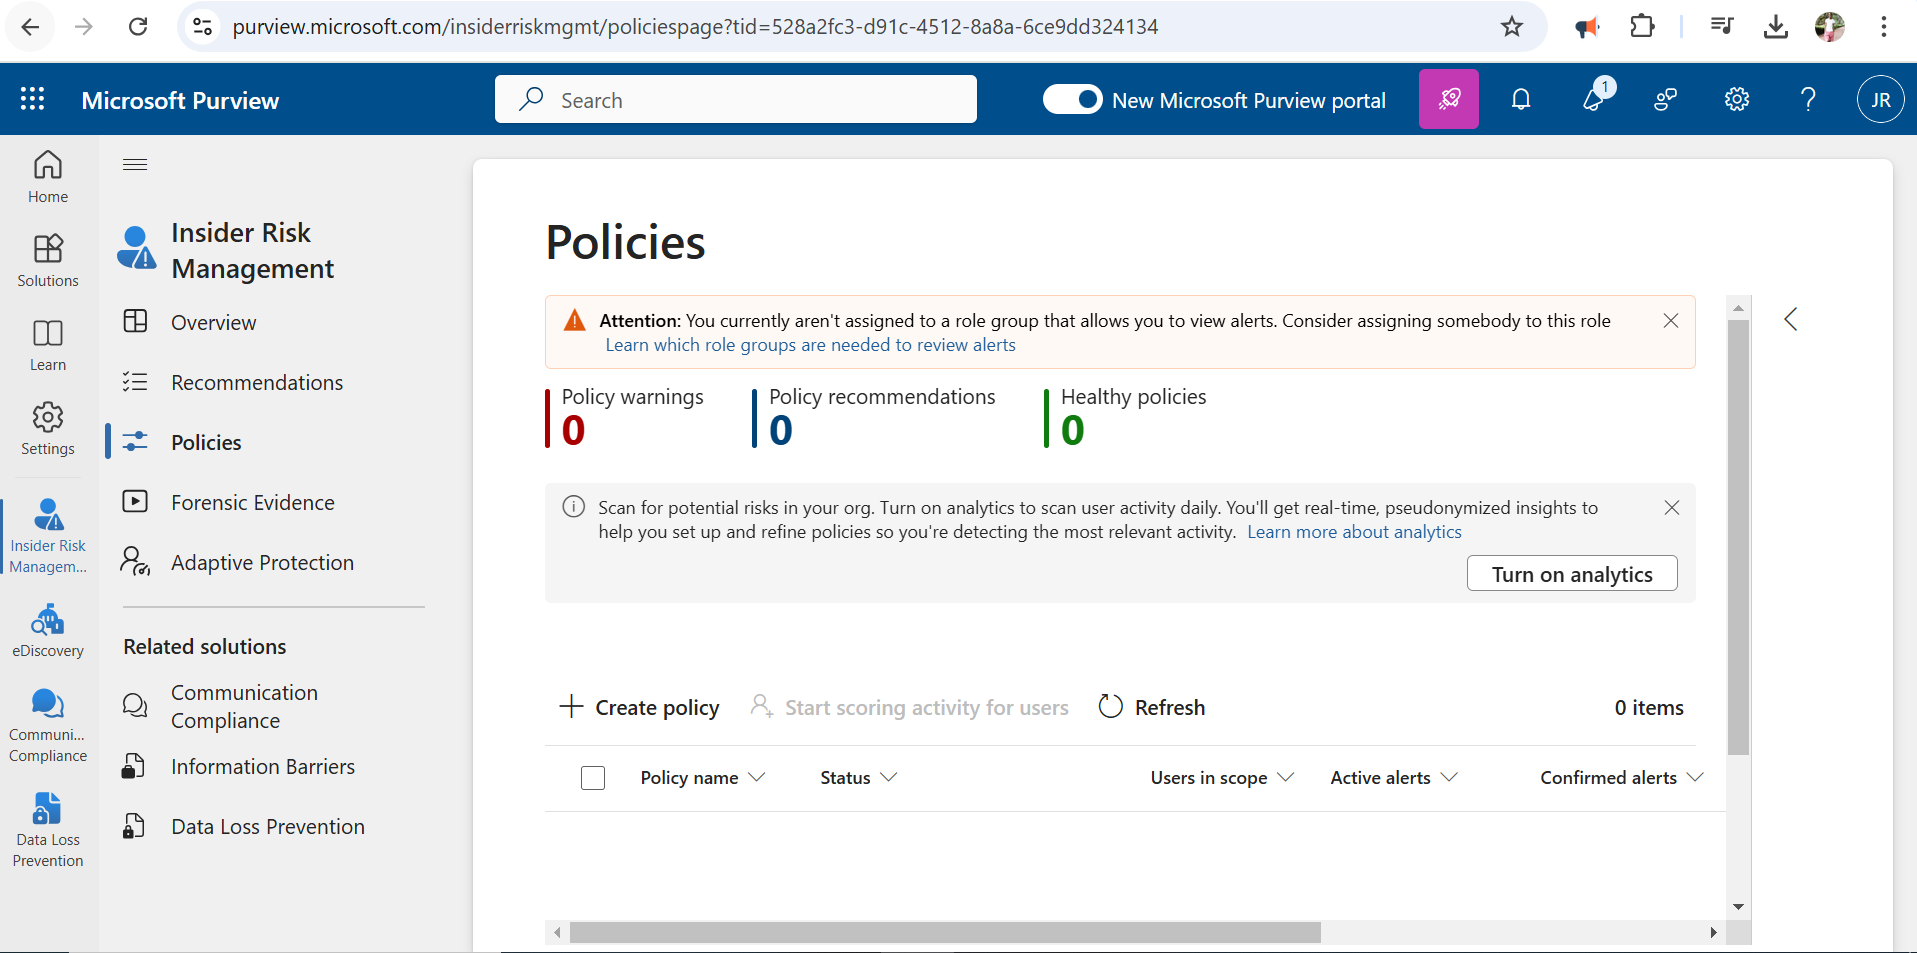 purview.microsoft.com/insiderriskmgmt/policiespage?tid=528a2fc3-d91c-4512-8a8a-6ce9dd324134
Microsoft Purview
Search
New Microsoft Purview portal
1
?
JR
Home
Solutions
Learn
Settings
Insider Risk
Managem...
eDiscovery
Communi...
Compliance
Data Loss
Prevention
Insider Risk
Management
Overview
Recommendations
Policies
Forensic Evidence
Adaptive Protection
Related solutions
Communication
Compliance
Information Barriers
Data Loss Prevention
Policies
Attention: You currently aren't assigned to a role group that allows you to view alerts. Consider assigning somebody to this role
Learn which role groups are needed to review alerts
Policy warnings
0
Policy recommendations
0
Healthy policies
0
Scan for potential risks in your org. Turn on analytics to scan user activity daily. You'll get real-time, pseudonymized insights to
help you set up and refine policies so you're detecting the most relevant activity. Learn more about analytics
Turn on analytics
Create policy Start scoring activity for users Refresh 0 items
Policy name Status Users in scope Active alerts Confirmed alerts